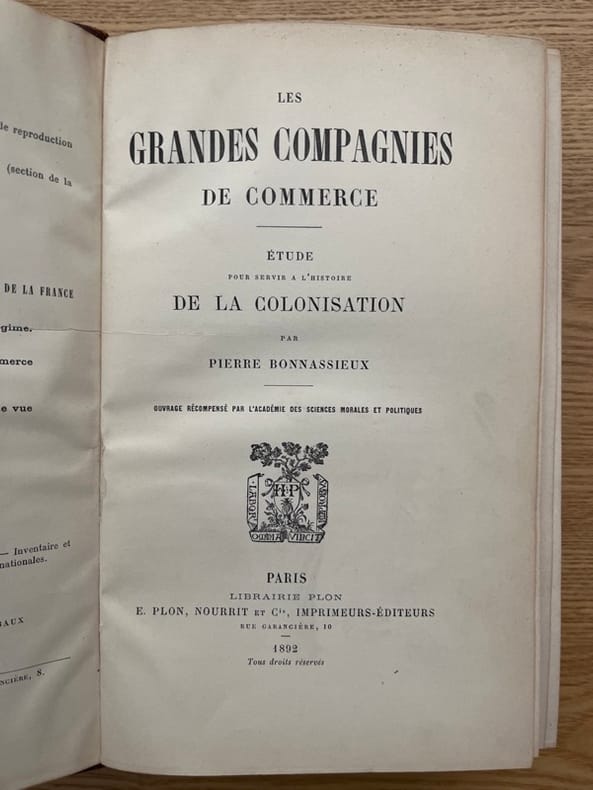 de reproduction
(section de la
DE LA FRANCE
gime.
merce
e vue
— Inventaire et
nationales.
BAUX
NCIÈRE, 8.
LES
GRANDES COMPAGNIES
DE COMMERCE
ÉTUDE
POUR SERVIR A L'HISTOIRE
DE LA COLONISATION
PAR
PIERRE BONNASSIEUX
OUVRAGE RÉCOMPENSÉ PAR L'ACADÉMIE DES SCIENCES MORALES ET POLITIQUES
LABOR
HP
OMNIA VINCIT
PARIS
LIBRAIRIE PLON
E. PLON, NOURRIT ET Cie, IMPRIMEURS-ÉDITEURS
RUE GARANCIÈRE, 10
1892
Tous droits réservés